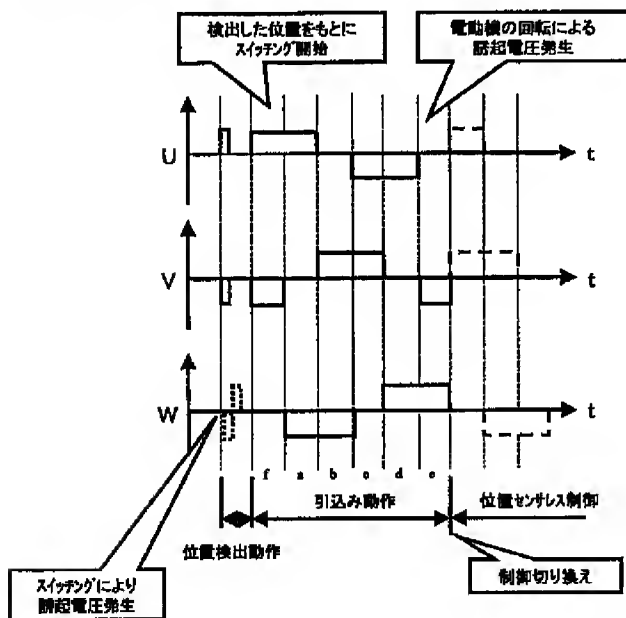 検出した位置をもとに
スイッチング開始
電動機の回転による
誘起電圧発生
U
t
V
t
W
t
f a b c d e
引込み動作
位置センサレス制御
位置検出動作
スイッチングにより
誘起電圧発生
制御切り換え